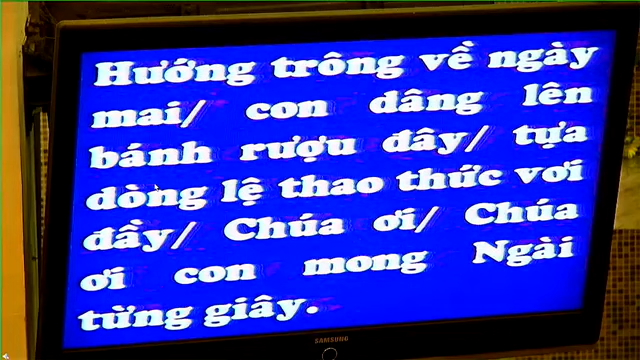 Hướng trông về ngày
mai/ con dâng lên
bánh rượu đây/ tựa
dòng lệ thao thức vơi
đầy/ Chúa ơi/ Chúa
ơi con mong Ngài
từng giây.
SAMSUNG